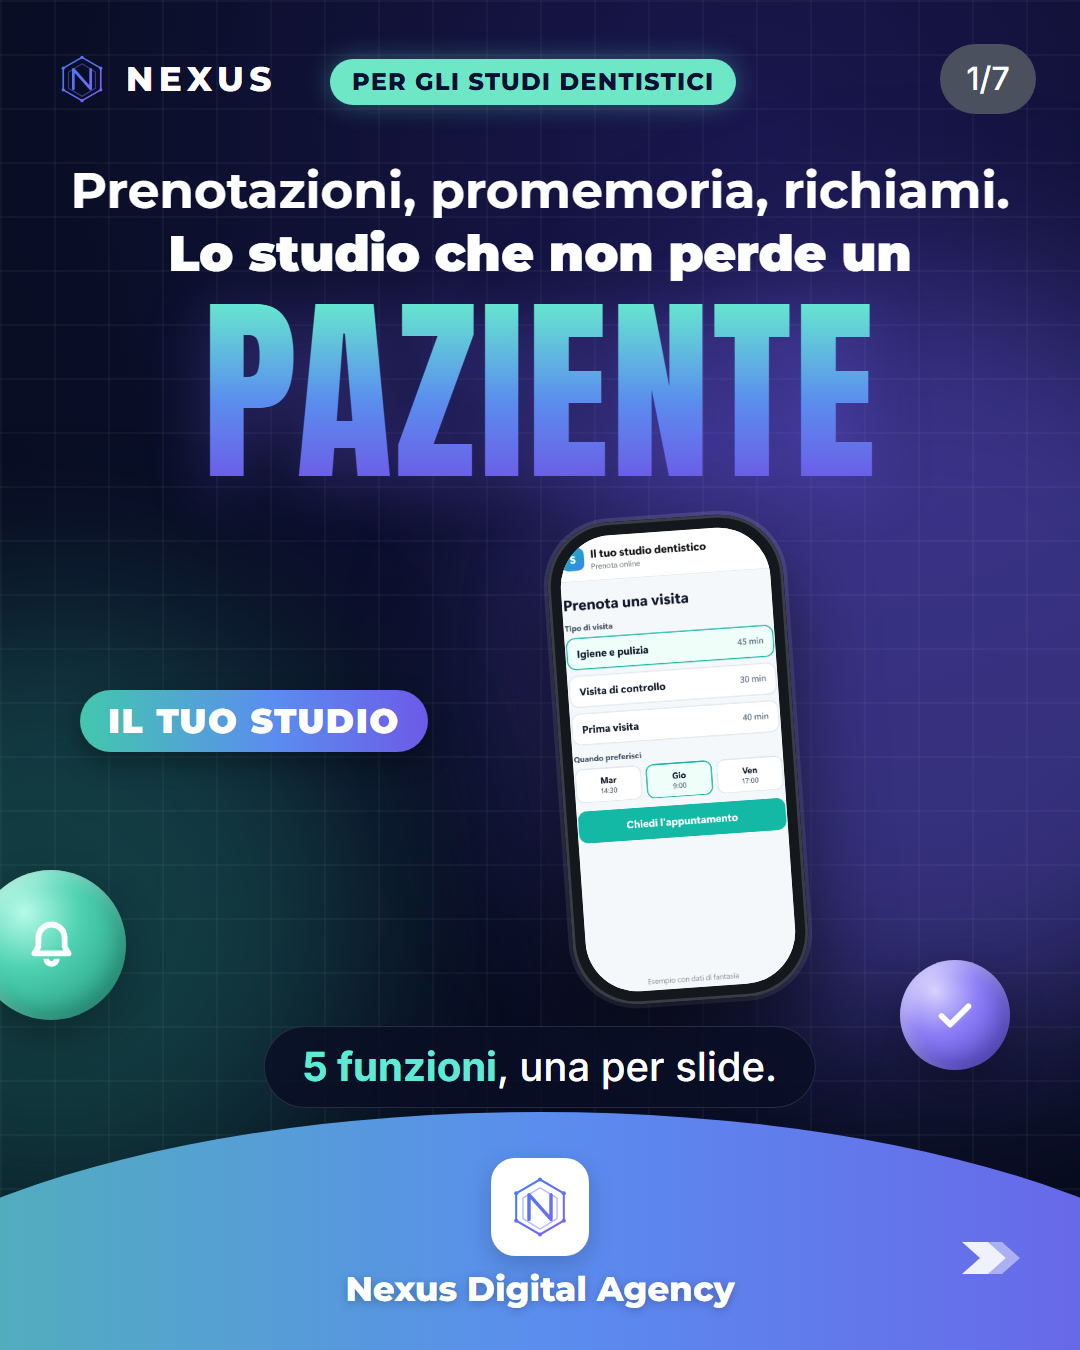 NEXUS
PER GLI STUDI DENTISTICI
1/7
Prenotazioni, promemoria, richiami.
Lo studio che non perde un
PAZIENTE
S
Il tuo studio dentistico
Prenota online
Prenota una visita
Tipo di visita
Igiene e pulizia 45 min
Visita di controllo 30 min
Prima visita 40 min
Quando preferisci
Mar Gio Ven
14:30 9:00 17:00
Chiedi l'appuntamento
Esempio con dati di fantasia
IL TUO STUDIO
5 funzioni, una per slide.
N
Nexus Digital Agency